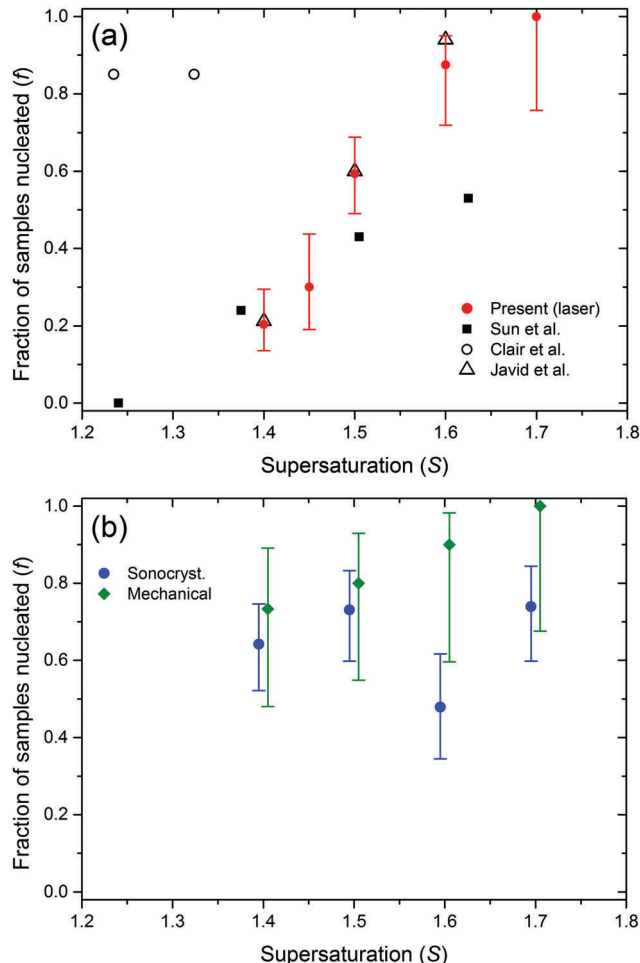 (a)
1.0
0.8
0.6
0.4
0.2
0.0
Fraction of samples nucleated (f)
Present (laser)
Sun et al.
Clair et al.
Javid et al.
1.2 1.3 1.4 1.5 1.6 1.7 1.8
Supersaturation (S)
(b)
1.0
0.8
0.6
0.4
0.2
0.0
Fraction of samples nucleated (f)
Sonocryst.
Mechanical
1.2 1.3 1.4 1.5 1.6 1.7 1.8
Supersaturation (S)